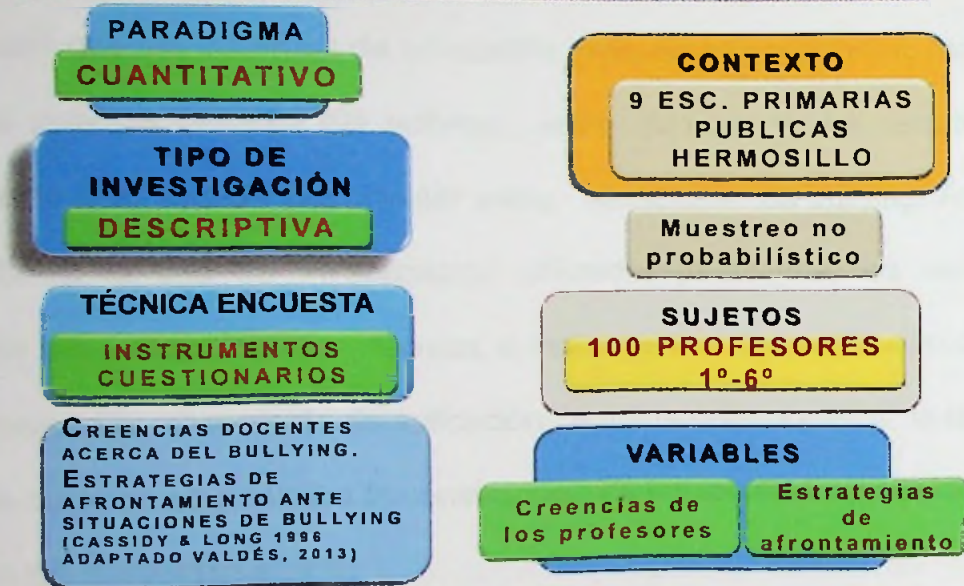 PARADIGMA
CUANTITATIVO
TIPO DE
INVESTIGACIÓN
DESCRIPTIVA
TÉCNICA ENCUESTA
INSTRUMENTOS
CUESTIONARIOS
CREENCIAS DOCENTES
ACERCA DEL BULLYING.
ESTRATEGIAS DE
AFRONTAMIENTO ANTE
SITUACIONES DE BULLYING
(CASSIDY & LONG 1996
ADAPTADO VALDÉS, 2013)
CONTEXTO
9 ESC. PRIMARIAS
PUBLICAS
HERMOSILLO
Muestreo no
probabilístico
SUJETOS
100 PROFESORES
1º-6º
VARIABLES
Creencias de
los profesores
Estrategias
de
afrontamiento